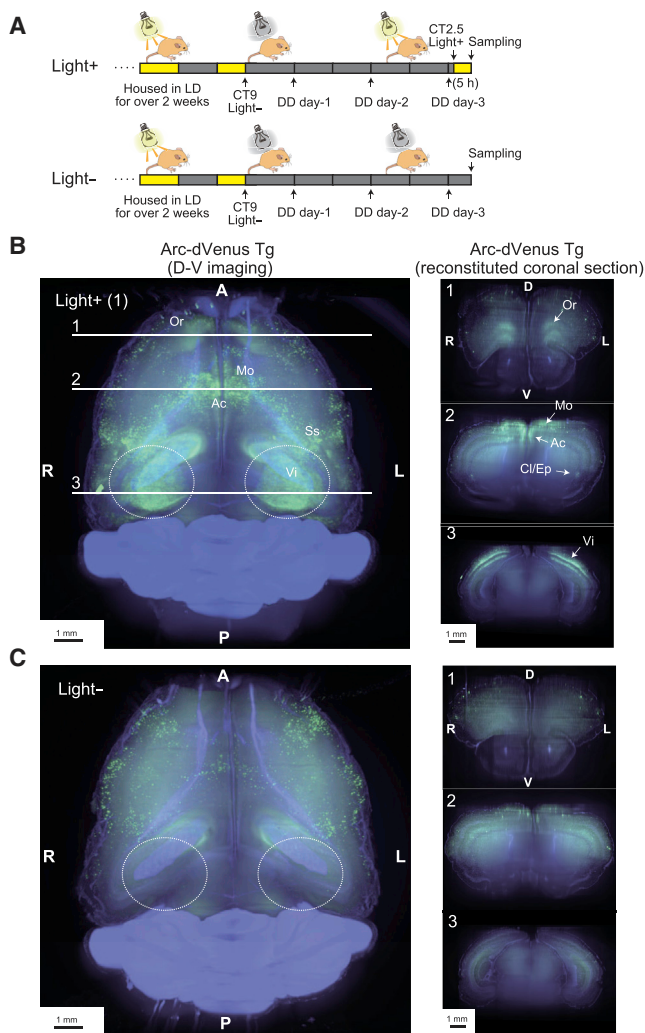 A
Light+
CT2.5
Light+
Sampling
(5 h)
Housed in LD
for over 2 weeks
CT9
Light−
DD day-1
DD day-2
DD day-3
Light−
Sampling
Housed in LD
for over 2 weeks
CT9
Light−
DD day-1
DD day-2
DD day-3
B
Arc-dVenus Tg
(D-V imaging)
Arc-dVenus Tg
(reconstituted coronal section)
Light+ (1)
A
1
Or
2
Mo
Ac
Ss
R
L
Vi
3
1 mm
P
1
D
Or
R
L
V
2
Mo
Ac
Cl/Ep
3
Vi
1 mm
C
Light−
A
R
L
1 mm
P
1
D
R
L
V
2
3
1 mm